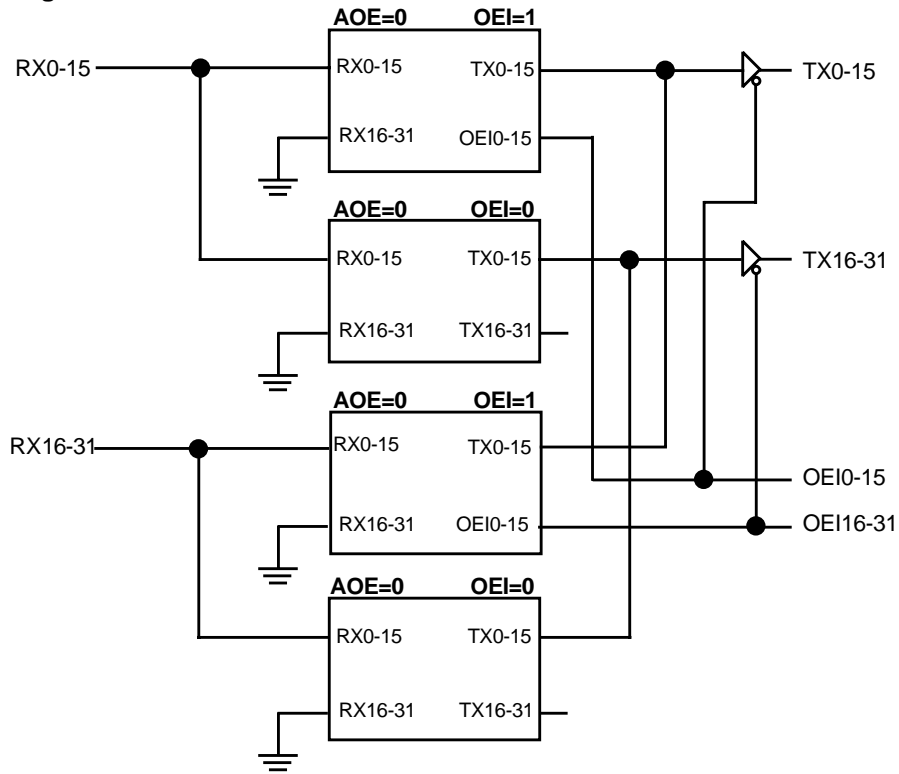 AOE=0 OEI=1
RX0-15
RX0-15 TX0-15
TX0-15
RX16-31 OEI0-15
AOE=0 OEI=0
RX0-15 TX0-15
TX16-31
RX16-31 TX16-31
AOE=0 OEI=1
RX16-31
RX0-15 TX0-15
OEI0-15
RX16-31 OEI0-15
OEI16-31
AOE=0 OEI=0
RX0-15 TX0-15
RX16-31 TX16-31